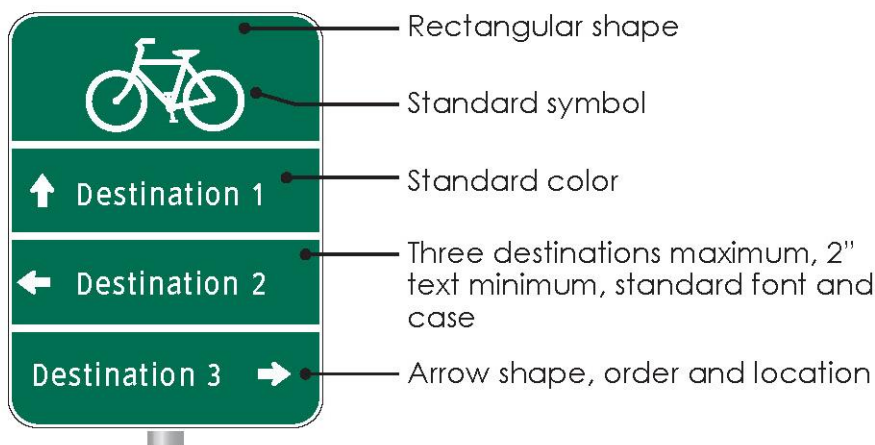 Rectangular shape
Standard symbol
Destination 1
Standard color
Destination 2
Three destinations maximum, 2”
text minimum, standard font and
case
Destination 3
Arrow shape, order and location